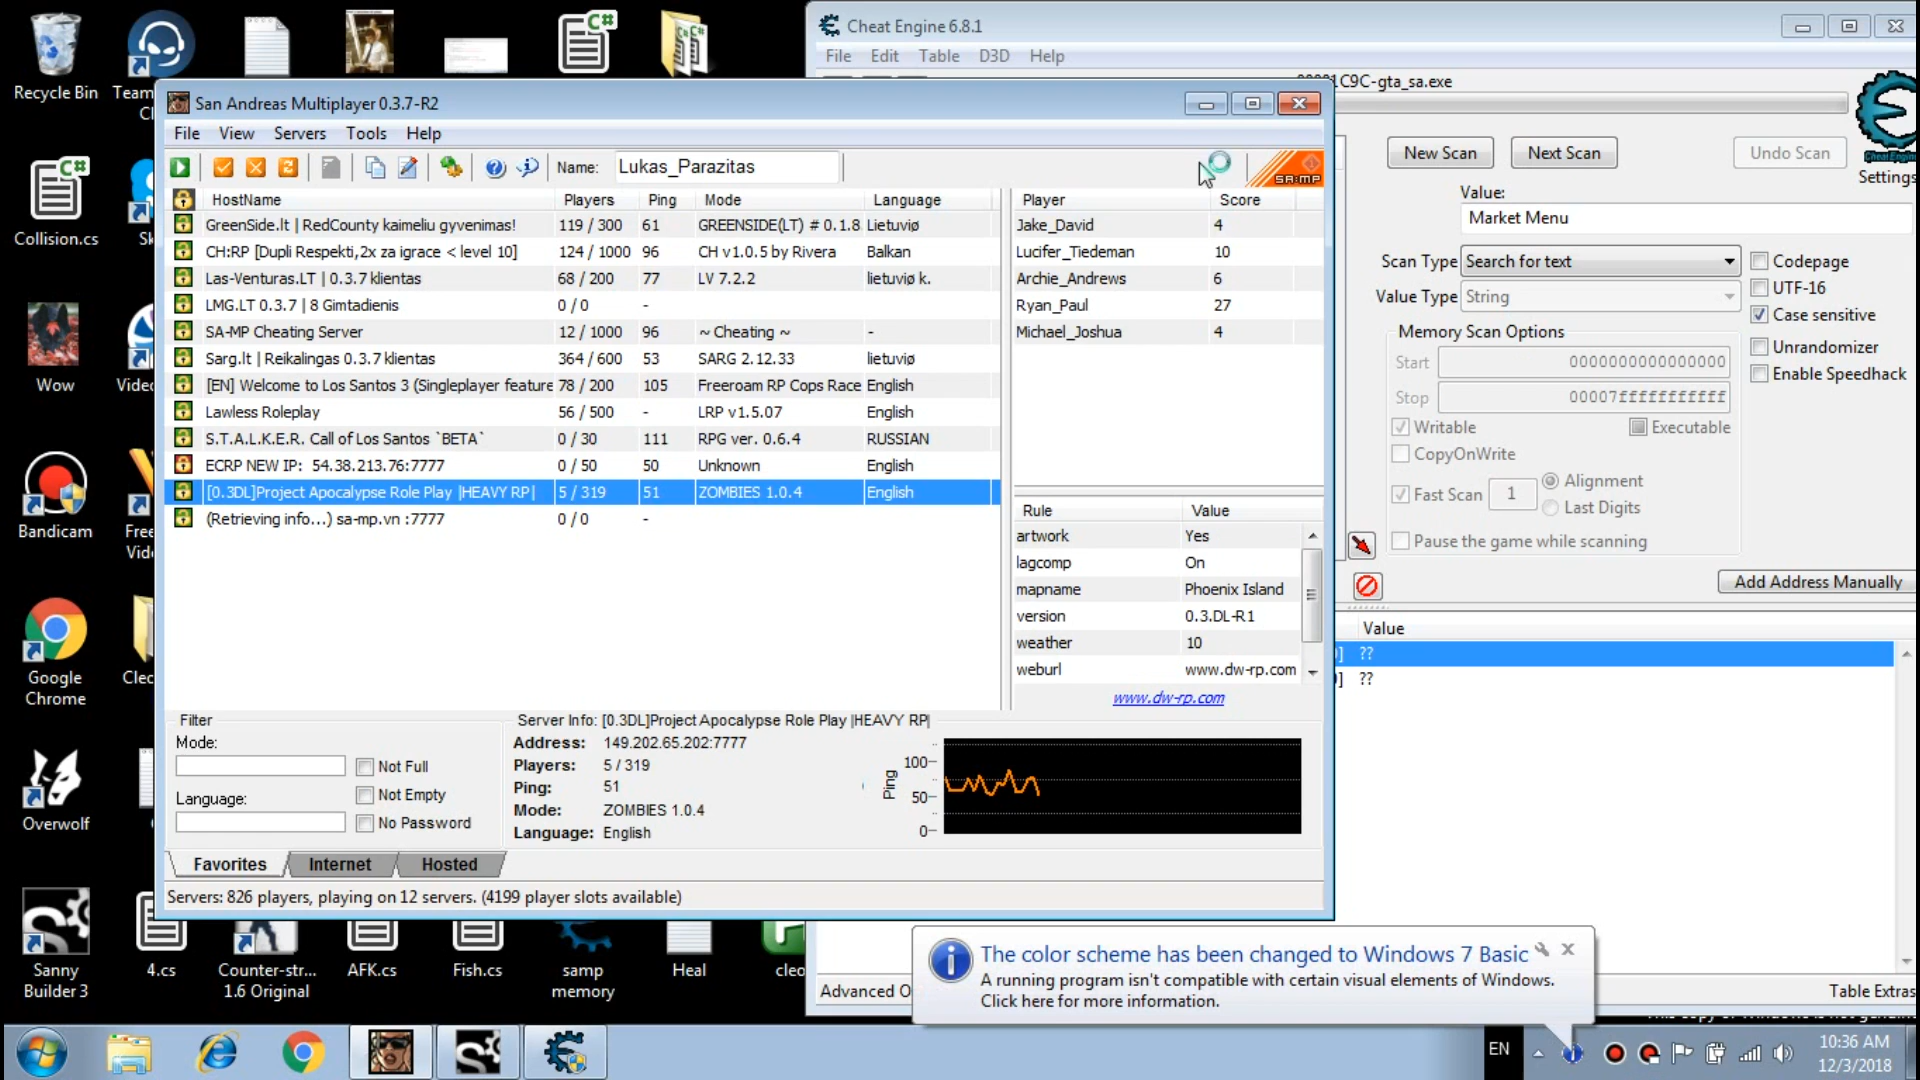 Recycle Bin
Team
Cl
Collision.cs
Sk
Wow
Videc
Bandicam
Free
Vid
Google
Chrome
Clec
Overwolf
Sanny
Builder 3
4.cs
Counter-str...
1.6 Original
AFK.cs
Fish.cs
samp
memory
Heal
cleo
San Andreas Multiplayer 0.3.7-R2
File View Servers Tools Help
Name: Lukas_Parazitas
SA:MP
HostName Players Ping Mode Language
GreenSide.lt | RedCounty kaimeliu gyvenimas! 119 / 300 61 GREENSIDE(LT) # 0.1.8 Lietuviø
CH:RP [Dupli Respekti,2x za igrace < level 10] 124 / 1000 96 CH v1.0.5 by Rivera Balkan
Las-Venturas.LT | 0.3.7 klientas 68 / 200 77 LV 7.2.2 lietuviø k.
LMG.LT 0.3.7 | 8 Gimtadienis 0 / 0 -
SA-MP Cheating Server 12 / 1000 96 ~ Cheating ~ -
Sarg.lt | Reikalingas 0.3.7 klientas 364 / 600 53 SARG 2.12.33 lietuviø
[EN] Welcome to Los Santos 3 (Singleplayer feature 78 / 200 105 Freeroam RP Cops Race English
Lawless Roleplay 56 / 500 - LRP v1.5.07 English
S.T.A.L.K.E.R. Call of Los Santos `BETA` 0 / 30 111 RPG ver. 0.6.4 RUSSIAN
ECRP NEW IP: 54.38.213.76:7777 0 / 50 50 Unknown English
[0.3DL]Project Apocalypse Role Play |HEAVY RP| 5 / 319 51 ZOMBIES 1.0.4 English
(Retrieving info...) sa-mp.vn :7777 0 / 0 -
Player Score
Jake_David 4
Lucifer_Tiedeman 10
Archie_Andrews 6
Ryan_Paul 27
Michael_Joshua 4
Rule Value
artwork Yes
lagcomp On
mapname Phoenix Island
version 0.3.DL-R1
weather 10
weburl www.dw-rp.com
www.dw-rp.com
Filter
Mode:
Not Full
Language:
Not Empty
No Password
Server Info: [0.3DL]Project Apocalypse Role Play |HEAVY RP|
Address: 149.202.65.202:7777
Players: 5 / 319
Ping: 51
Mode: ZOMBIES 1.0.4
Language: English
Ping
100
50
0
Favorites Internet Hosted
Servers: 826 players, playing on 12 servers. (4199 player slots available)
Cheat Engine 6.8.1
File Edit Table D3D Help
1C9C-gta_sa.exe
New Scan Next Scan Undo Scan
Cheat Engine
Settings
Value:
Market Menu
Scan Type Search for text
Value Type String
Codepage
UTF-16
Case sensitive
Unrandomizer
Enable Speedhack
Memory Scan Options
Start 0000000000000000
Stop 00007fffffffffff
Writable Executable
CopyOnWrite
Fast Scan 1 Alignment
Last Digits
Pause the game while scanning
Add Address Manually
Value
] ??
] ??
Advanced O
Table Extras
The color scheme has been changed to Windows 7 Basic
A running program isn't compatible with certain visual elements of Windows.
Click here for more information.
EN
10:36 AM
12/3/2018